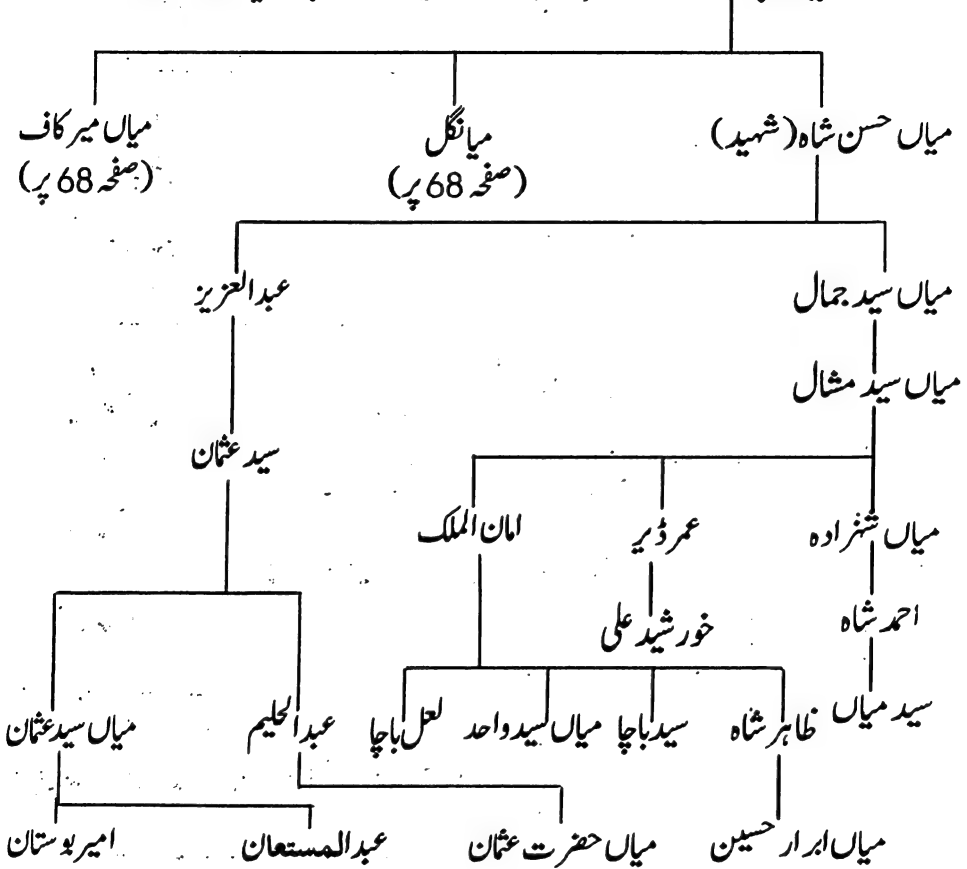 میاں حسن شاہ (شہید) میانگل میاں میر کاف
(صفحہ 68 پر) (صفحہ 68 پر)
میاں سید جمال عبدالعزیز
میاں سید مشال
سید عثمان
میاں شہزادہ عمر ڈیر امان الملک
احمد شاہ
خورشید علی
سید میاں ظاہر شاہ سید باچا میاں سید واحد لعل باچا عبدالحلیم میاں سید عثمان
میاں ابرار حسین میاں حضرت عثمان عبدالمستعان امیر بوستان